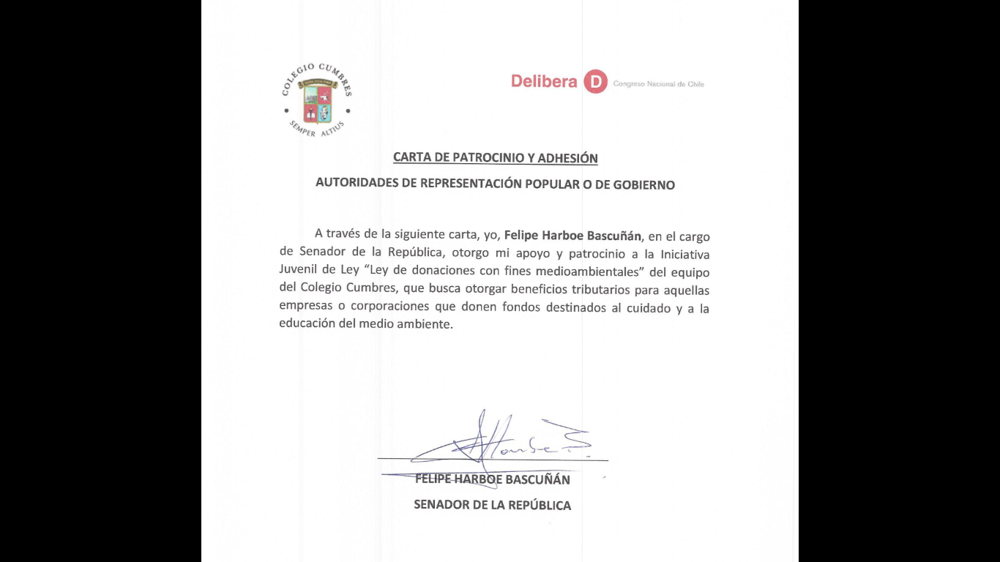 COLEGIO CUMBRES
SEMPER ALTIUS
Delibera D Congreso Nacional de Chile
CARTA DE PATROCINIO Y ADHESIÓN
AUTORIDADES DE REPRESENTACIÓN POPULAR O DE GOBIERNO
A través de la siguiente carta, yo, Felipe Harboe Bascuñán, en el cargo
de Senador de la República, otorgo mi apoyo y patrocinio a la Iniciativa
Juvenil de Ley “Ley de donaciones con fines medioambientales” del equipo
del Colegio Cumbres, que busca otorgar beneficios tributarios para aquellas
empresas o corporaciones que donen fondos destinados al cuidado y a la
educación del medio ambiente.
FELIPE HARBOE BASCUÑÁN
SENADOR DE LA REPÚBLICA